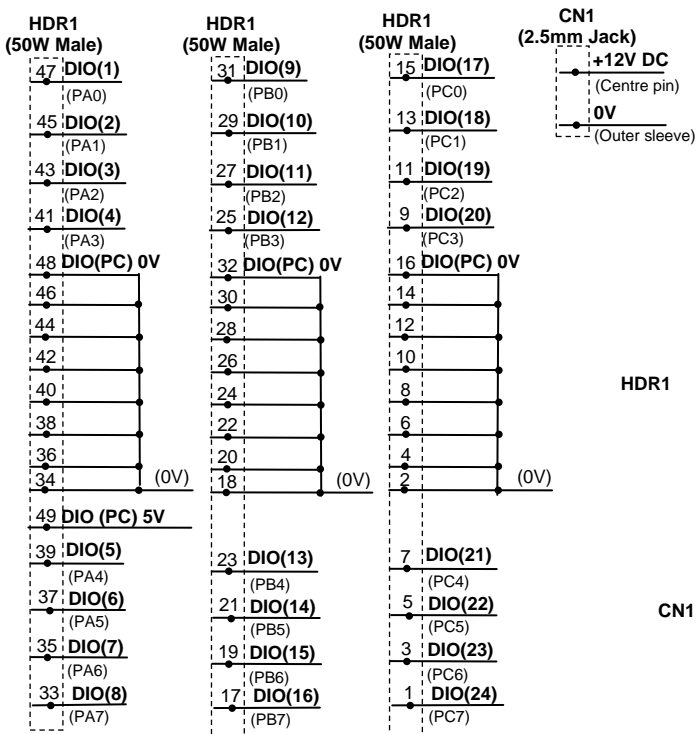 HDR1
(50W Male)
47 DIO(1)
(PA0)
45 DIO(2)
(PA1)
43 DIO(3)
(PA2)
41 DIO(4)
(PA3)
48 DIO(PC) 0V
46
44
42
40
38
36
34 (0V)
49 DIO (PC) 5V
39 DIO(5)
(PA4)
37 DIO(6)
(PA5)
35 DIO(7)
(PA6)
33 DIO(8)
(PA7)
HDR1
(50W Male)
31 DIO(9)
(PB0)
29 DIO(10)
(PB1)
27 DIO(11)
(PB2)
25 DIO(12)
(PB3)
32 DIO(PC) 0V
30
28
26
24
22
20
18 (0V)
23 DIO(13)
(PB4)
21 DIO(14)
(PB5)
19 DIO(15)
(PB6)
17 DIO(16)
(PB7)
HDR1
(50W Male)
15 DIO(17)
(PC0)
13 DIO(18)
(PC1)
11 DIO(19)
(PC2)
9 DIO(20)
(PC3)
16 DIO(PC) 0V
14
12
10
8
6
4
2 (0V)
7 DIO(21)
(PC4)
5 DIO(22)
(PC5)
3 DIO(23)
(PC6)
1 DIO(24)
(PC7)
CN1
(2.5mm Jack)
+12V DC
(Centre pin)
0V
(Outer sleeve)
HDR1
CN1